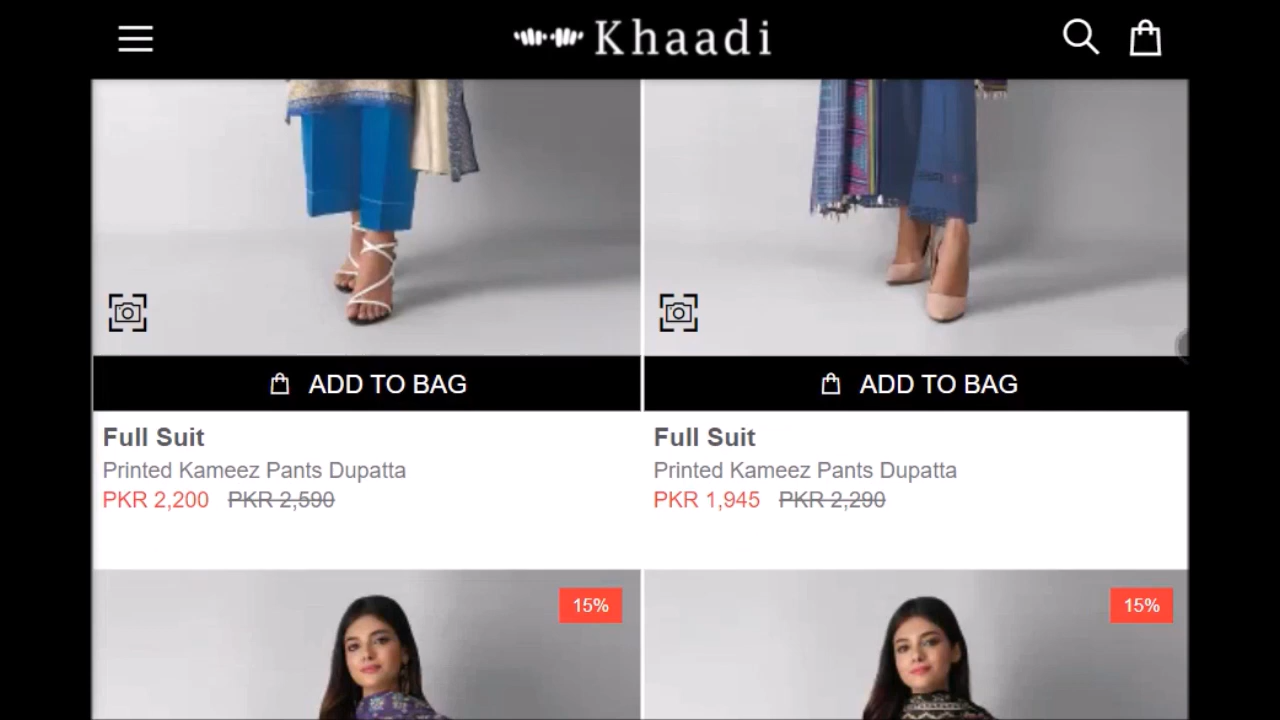 Khaadi
ADD TO BAG
ADD TO BAG
Full Suit
Printed Kameez Pants Dupatta
PKR 2,200 PKR 2,590
Full Suit
Printed Kameez Pants Dupatta
PKR 1,945 PKR 2,290
15%
15%